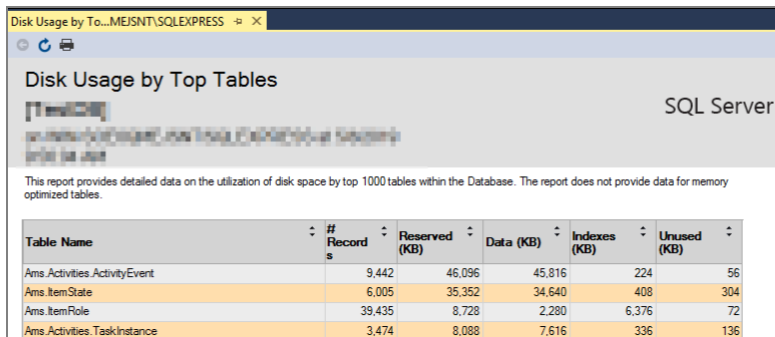 Disk Usage by To...MEJSNT\SQLEXPRESS
Disk Usage by Top Tables
SQL Server
This report provides detailed data on the utilization of disk space by top 1000 tables within the Database. The report does not provide data for memory
optimized tables.
Table Name # Records Reserved (KB) Data (KB) Indexes (KB) Unused (KB)
Ams.Activities.ActivityEvent 9,442 46,096 45,816 224 56
Ams.ItemState 6,005 35,352 34,640 408 304
Ams.ItemRole 39,435 8,728 2,280 6,376 72
Ams.Activities.TaskInstance 3,474 8,088 7,616 336 136